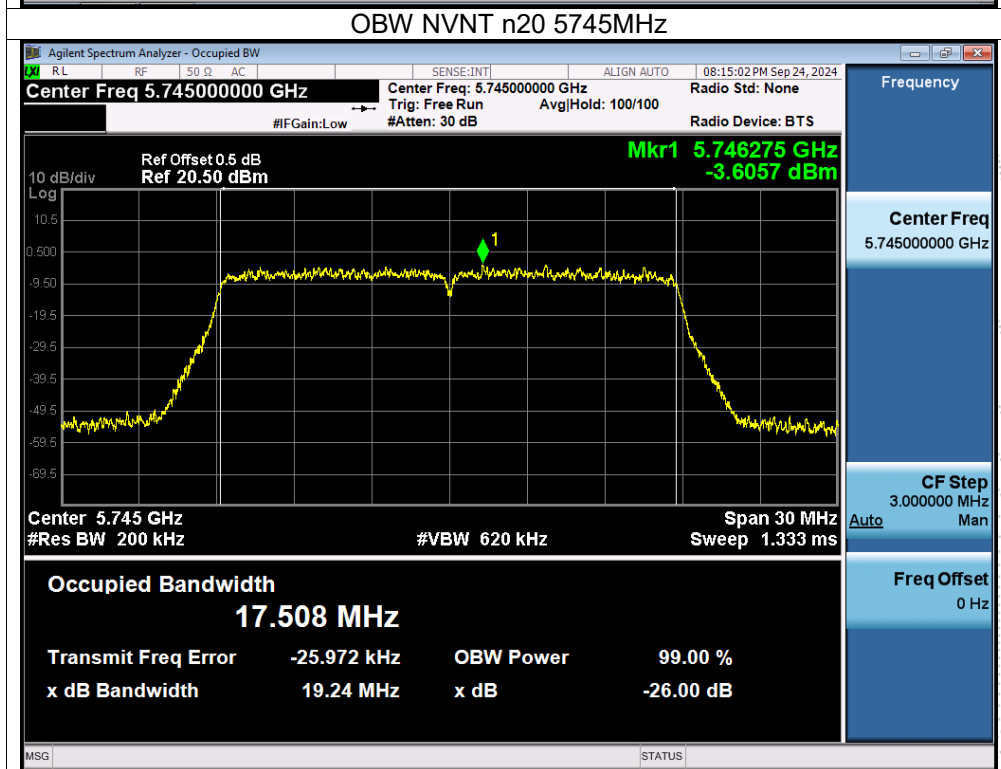 OBW NVNT n20 5745MHz
Agilent Spectrum Analyzer - Occupied BW
LXI RL RF 50 Ω AC SENSE:INT ALIGN AUTO 08:15:02 PM Sep 24, 2024
Center Freq 5.745000000 GHz
Center Freq: 5.745000000 GHz
Radio Std: None
Trig: Free Run Avg|Hold: 100/100
#IFGain:Low #Atten: 30 dB Radio Device: BTS
Frequency
Mkr1 5.746275 GHz
-3.6057 dBm
Ref Offset 0.5 dB
10 dB/div Ref 20.50 dBm
Log
10.5
0.500
-9.50
-19.5
-29.5
-39.5
-49.5
-59.5
-69.5
1
Center 5.745 GHz Span 30 MHz
#Res BW 200 kHz #VBW 620 kHz Sweep 1.333 ms
Center Freq
5.745000000 GHz
CF Step
3.000000 MHz
Auto Man
Freq Offset
0 Hz
Occupied Bandwidth
17.508 MHz
Transmit Freq Error -25.972 kHz OBW Power 99.00 %
x dB Bandwidth 19.24 MHz x dB -26.00 dB
MSG STATUS